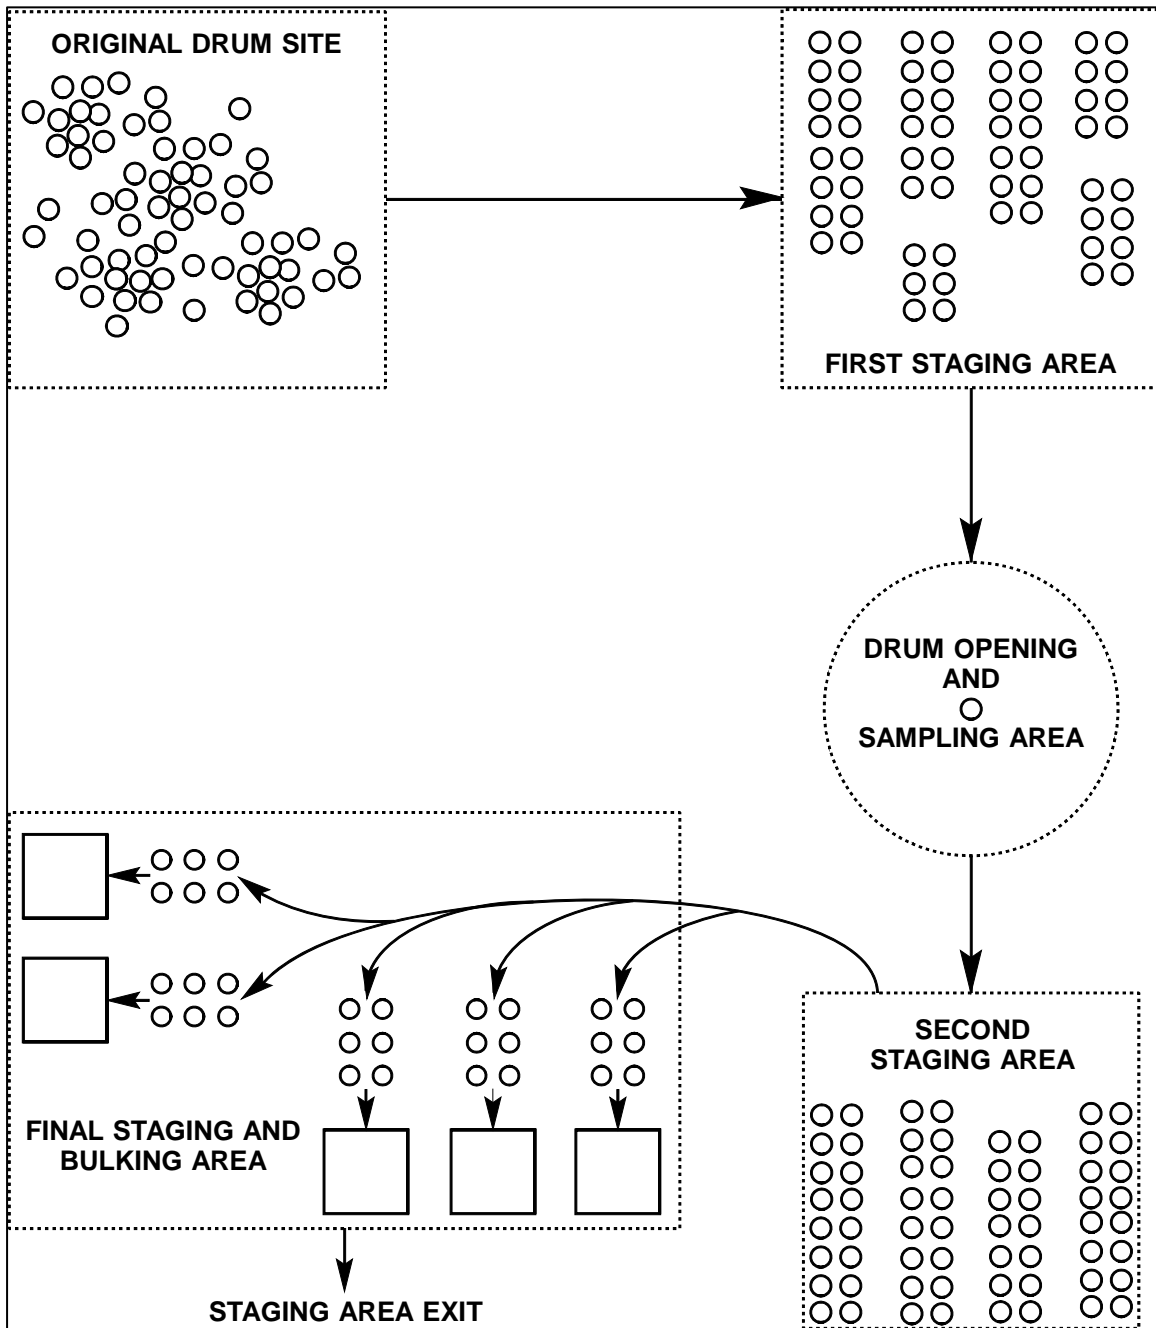 ORIGINAL DRUM SITE
FIRST STAGING AREA
DRUM OPENING
AND
SAMPLING AREA
SECOND
STAGING AREA
FINAL STAGING AND
BULKING AREA
STAGING AREA EXIT